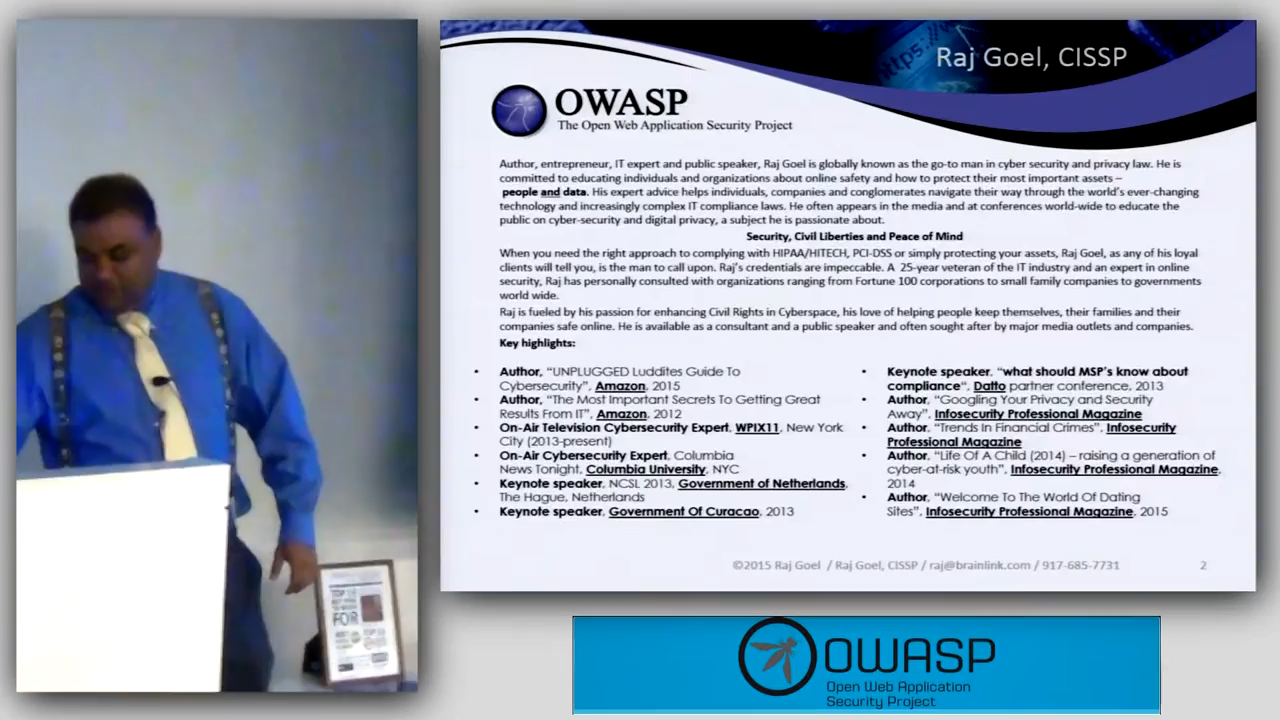 https://
Raj Goel, CISSP
OWASP
The Open Web Application Security Project
Author, entrepreneur, IT expert and public speaker, Raj Goel is globally known as the go-to man in cyber security and privacy law. He is
committed to educating individuals and organizations about online safety and how to protect their most important assets –
people and data. His expert advice helps individuals, companies and conglomerates navigate their way through the world's ever-changing
technology and increasingly complex IT compliance laws. He often appears in the media and at conferences world-wide to educate the
public on cyber-security and digital privacy, a subject he is passionate about.
Security, Civil Liberties and Peace of Mind
When you need the right approach to complying with HIPAA/HITECH, PCI-DSS or simply protecting your assets, Raj Goel, as any of his loyal
clients will tell you, is the man to call upon. Raj's credentials are impeccable. A 25-year veteran of the IT industry and an expert in online
security, Raj has personally consulted with organizations ranging from Fortune 100 corporations to small family companies to governments
world wide.
Raj is fueled by his passion for enhancing Civil Rights in Cyberspace, his love of helping people keep themselves, their families and their
companies safe online. He is available as a consultant and a public speaker and often sought after by major media outlets and companies.
Key highlights:
• Author, "UNPLUGGED Luddites Guide To
Cybersecurity", Amazon, 2015
• Author, "The Most Important Secrets To Getting Great
Results From IT", Amazon, 2012
• On-Air Television Cybersecurity Expert, WPIX11, New York
City (2013-present)
• On-Air Cybersecurity Expert, Columbia
News Tonight, Columbia University, NYC
• Keynote speaker, NCSL 2013, Government of Netherlands,
The Hague, Netherlands
• Keynote speaker, Government Of Curacao, 2013
• Keynote speaker, "what should MSP's know about
compliance", Datto partner conference, 2013
• Author, "Googling Your Privacy and Security
Away", Infosecurity Professional Magazine
• Author, "Trends In Financial Crimes", Infosecurity
Professional Magazine
• Author, "Life Of A Child (2014) – raising a generation of
cyber-at-risk youth", Infosecurity Professional Magazine,
2014
• Author, "Welcome To The World Of Dating
Sites", Infosecurity Professional Magazine, 2015
©2015 Raj Goel / Raj Goel, CISSP / raj@brainlink.com / 917-685-7731
2
TOP
FOR
OWASP
Open Web Application
Security Project